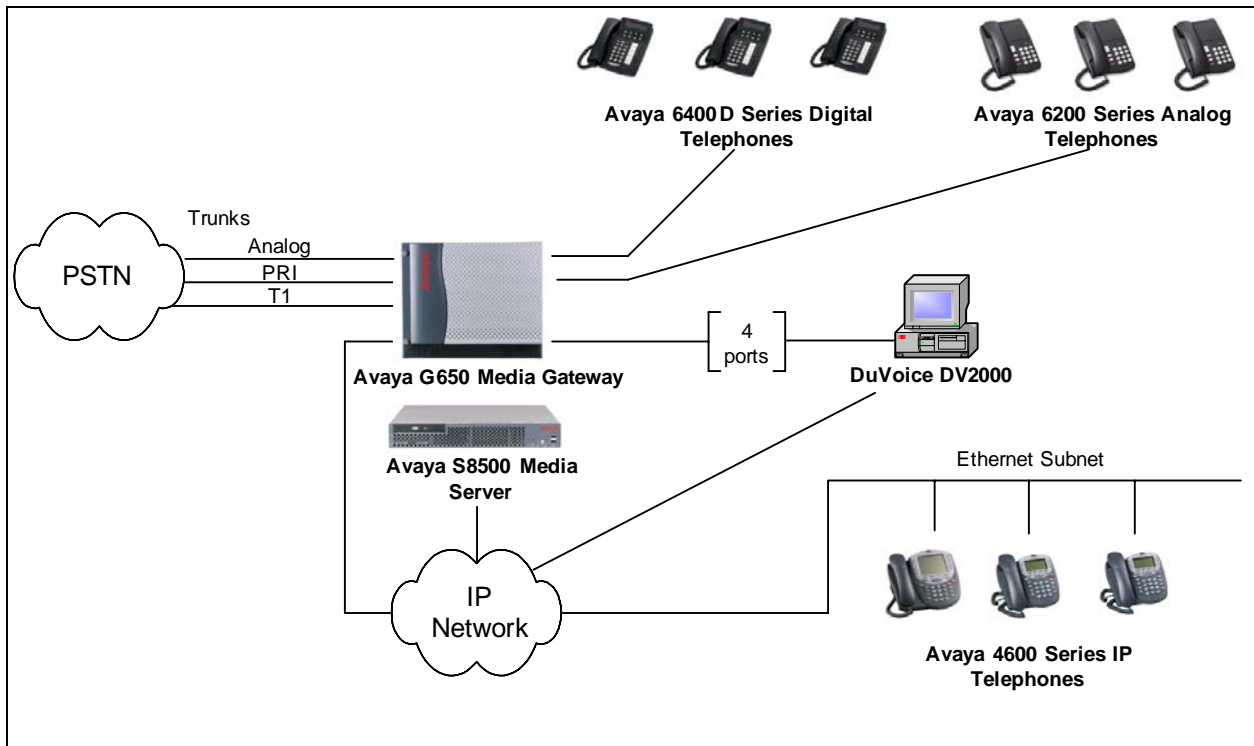 Avaya 6400D Series Digital
Telephones
Avaya 6200 Series Analog
Telephones
Trunks
Analog
PRI
T1
PSTN
Avaya G650 Media Gateway
4
ports
DuVoice DV2000
Avaya S8500 Media
Server
Ethernet Subnet
IP
Network
Avaya 4600 Series IP
Telephones